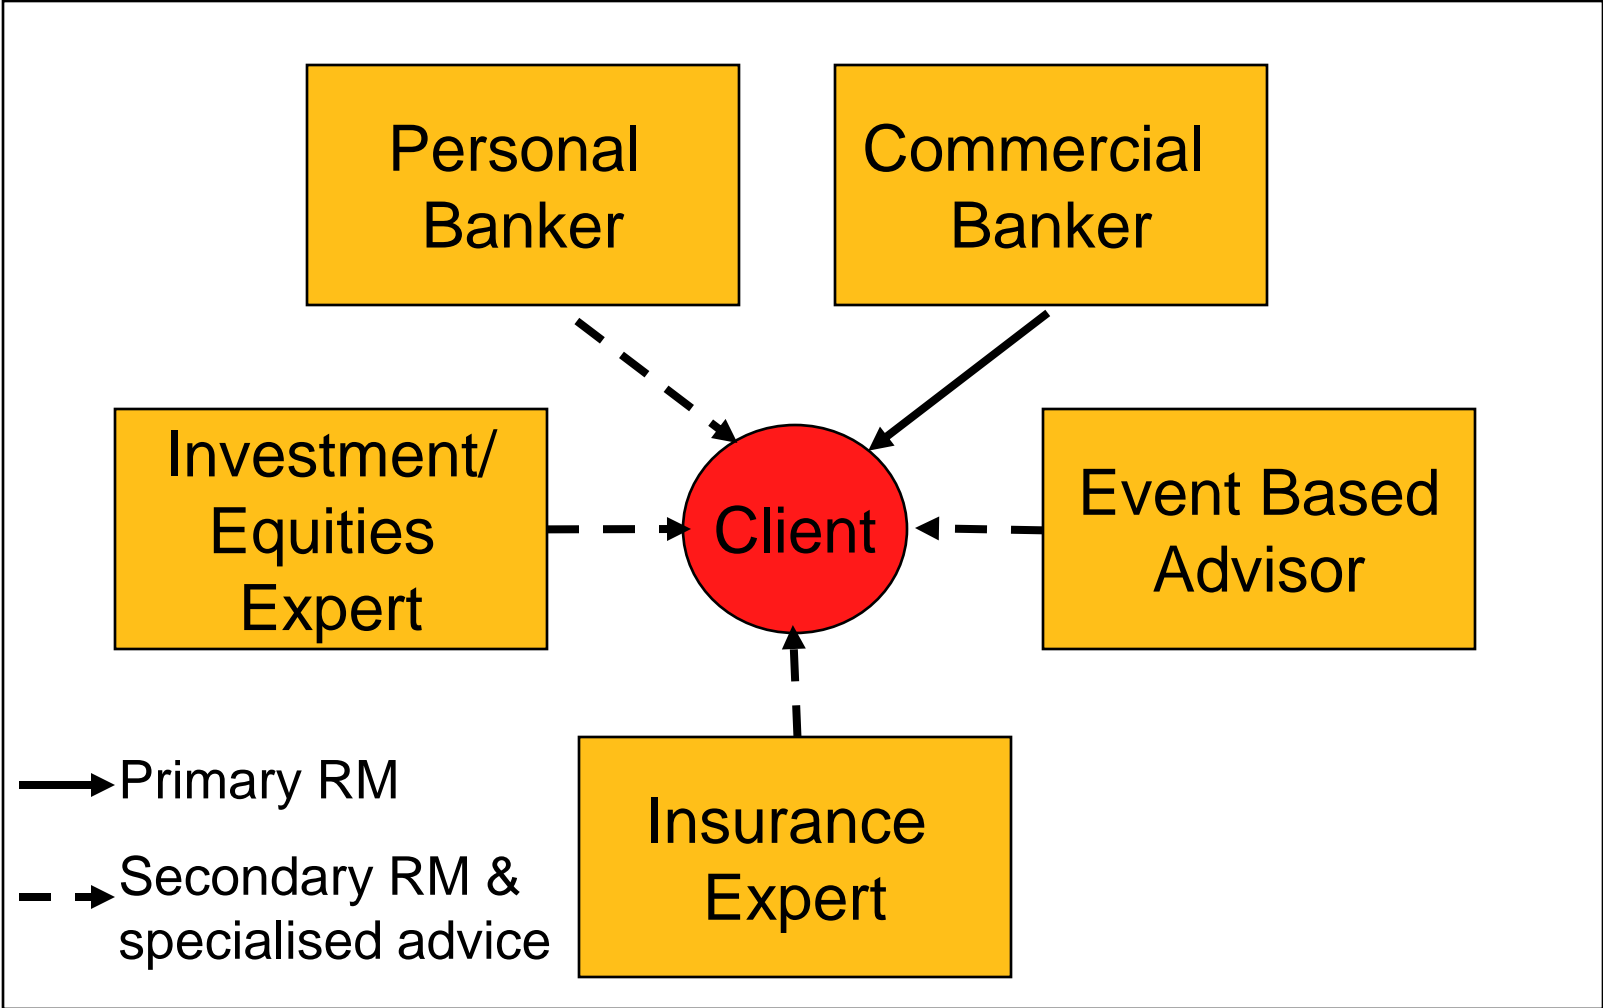 Personal
Banker
Commercial
Banker
Investment/
Equities
Expert
Client
Event Based
Advisor
Primary RM
Secondary RM &
specialised advice
Insurance
Expert